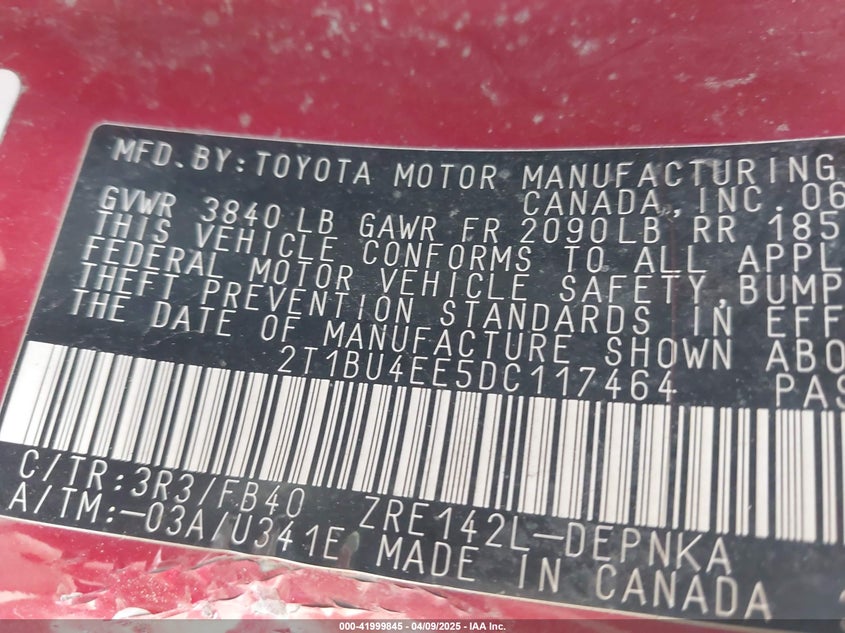 MFD. BY: TOYOTA MOTOR MANUFACTURING
CANADA, INC. 06
GVWR 3840 LB GAWR FR 2090LB RR 185
THIS VEHICLE CONFORMS TO ALL APPL
FEDERAL MOTOR VEHICLE SAFETY, BUMP
THEFT PREVENTION STANDARDS IN EFF
THE DATE OF MANUFACTURE SHOWN ABO
2T1BU4EE5DC117464 PAS
C/TR:3R3/FB40 ZRE142L-DEPNKA
A/TM:-03A/U341E MADE IN CANADA
000-41999845 - 04/09/2025 - IAA Inc.